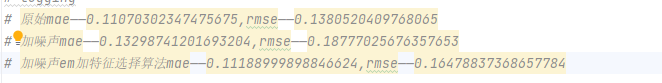 # 原始mae——0.11070302347475675,rmse——0.1380520409768065
#加噪声mae——0.13298741201693204,rmse——0.18777025676357653
# 加噪声em加特征选择算法mae——0.11188999898846624,rmse——0.16478837368657784